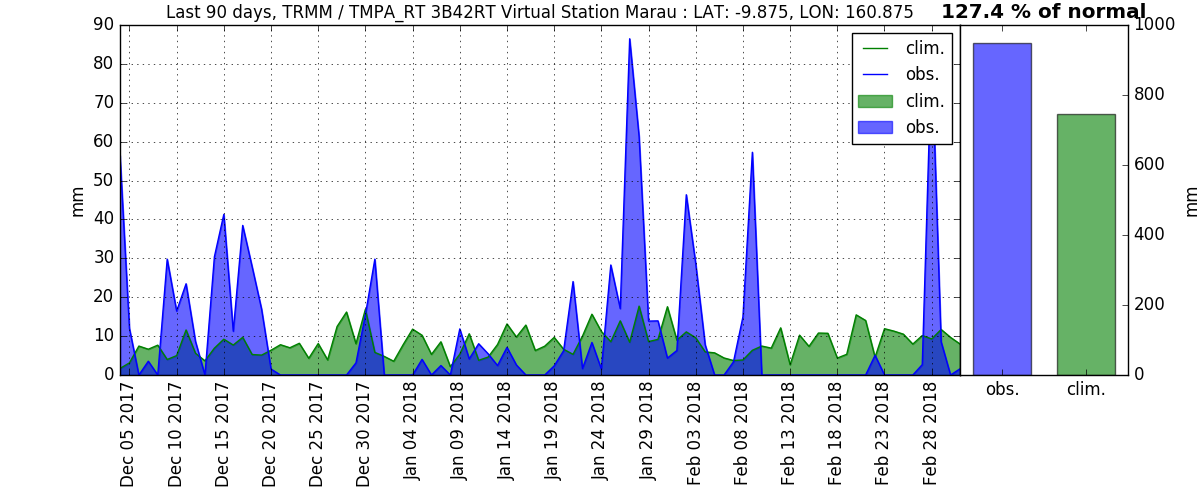 Last 90 days, TRMM / TMPA_RT 3B42RT Virtual Station Marau : LAT: -9.875, LON: 160.875
127.4 % of normal
90
80
70
60
50
40
30
20
10
0
mm
clim.
obs.
clim.
obs.
Dec 05 2017
Dec 10 2017
Dec 15 2017
Dec 20 2017
Dec 25 2017
Dec 30 2017
Jan 04 2018
Jan 09 2018
Jan 14 2018
Jan 19 2018
Jan 24 2018
Jan 29 2018
Feb 03 2018
Feb 08 2018
Feb 13 2018
Feb 18 2018
Feb 23 2018
Feb 28 2018
1000
800
600
400
200
0
mm
obs.
clim.